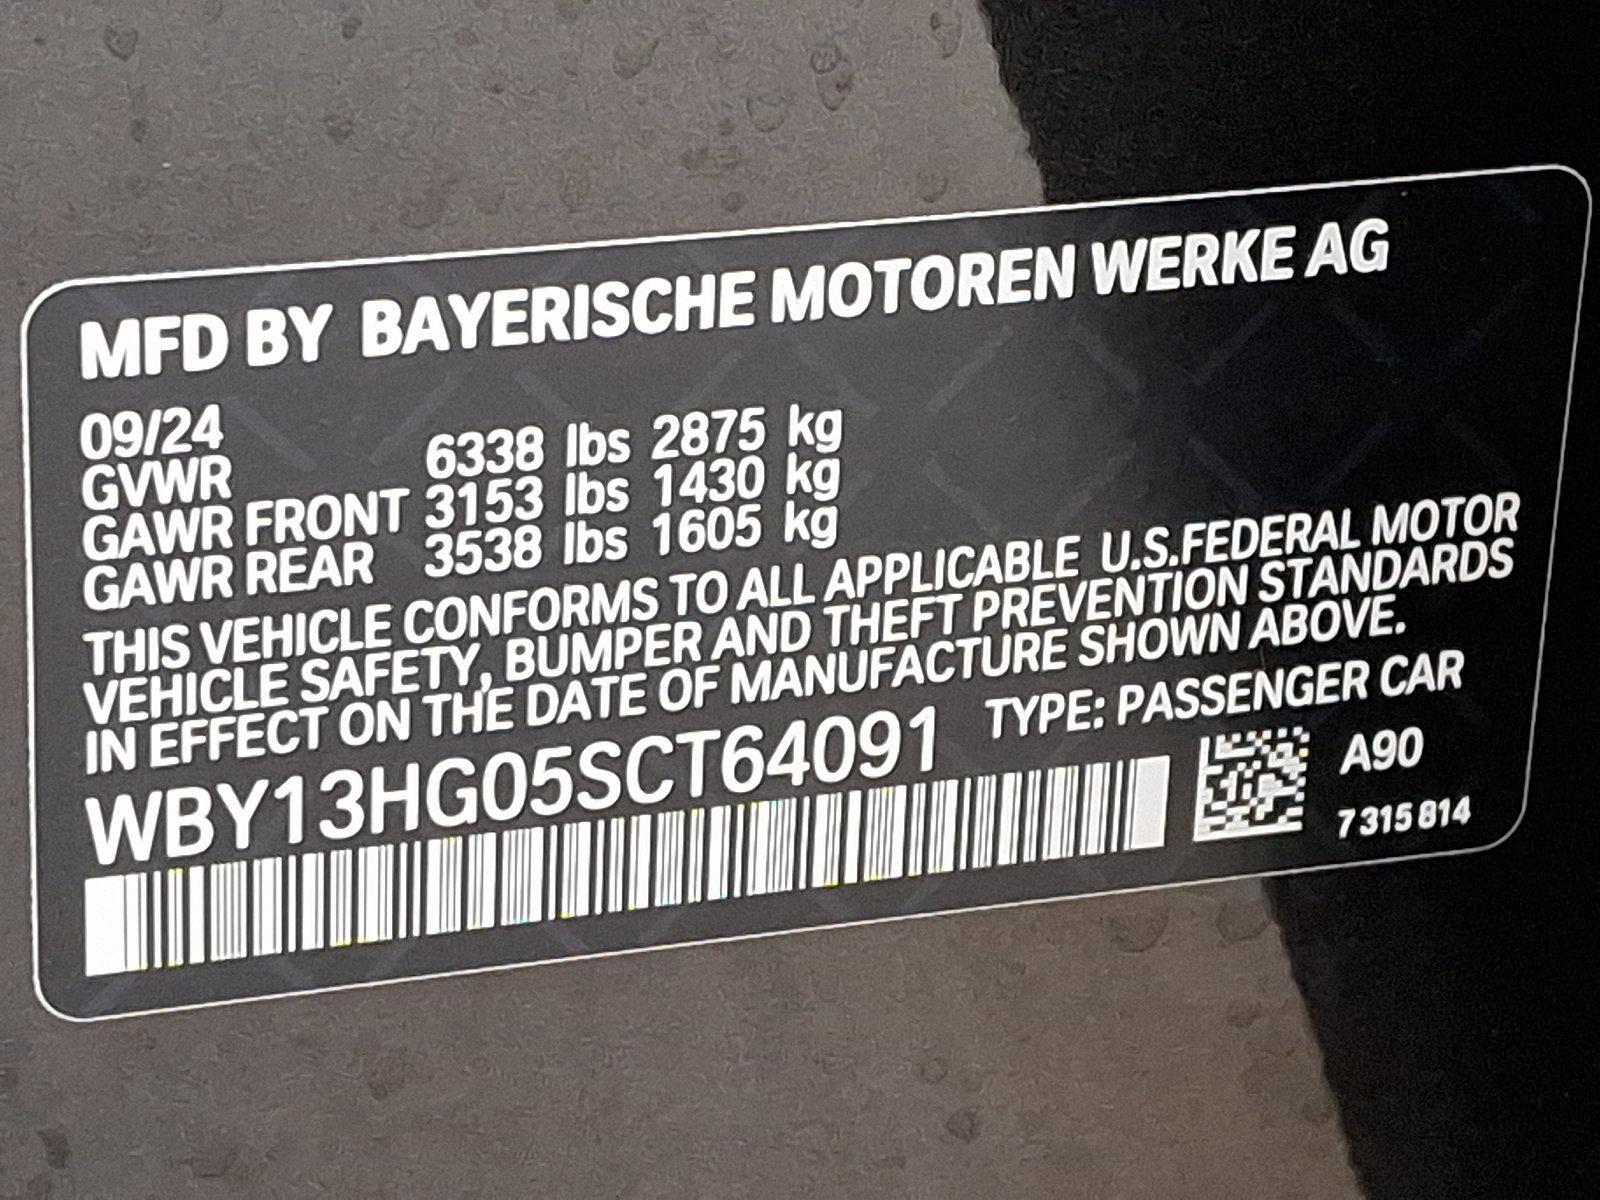 MFD BY BAYERISCHE MOTOREN WERKE AG
09/24
GVWR 6338 lbs 2875 kg
GAWR FRONT 3153 lbs 1430 kg
GAWR REAR 3538 lbs 1605 kg
THIS VEHICLE CONFORMS TO ALL APPLICABLE U.S.FEDERAL MOTOR
VEHICLE SAFETY, BUMPER AND THEFT PREVENTION STANDARDS
IN EFFECT ON THE DATE OF MANUFACTURE SHOWN ABOVE.
WBY13HG05SCT64091 TYPE: PASSENGER CAR
A90
7 315 814